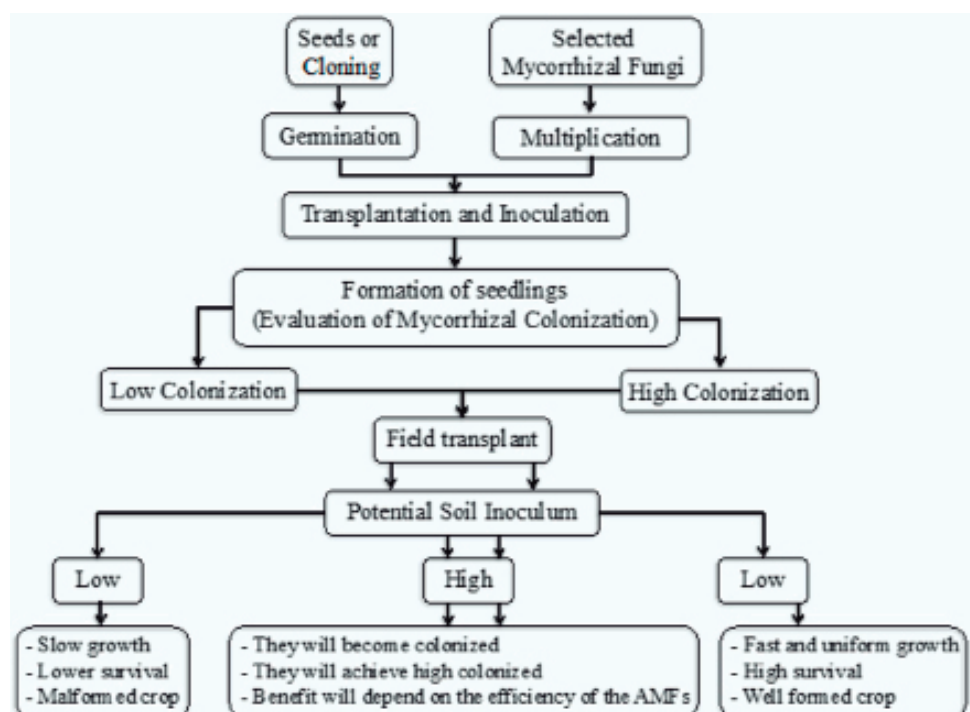 Seeds or
Cloning
Selected
Mycorrhizal Fungi
Germination
Multiplication
Transplantation and Inoculation
Formation of seedlings
(Evaluation of Mycorrhizal Colonization)
Low Colonization
High Colonization
Field transplant
Potential Soil Inoculum
Low
High
Low
- Slow growth
- Lower survival
- Malformed crop
- They will become colonized
- They will achieve high colonized
- Benefit will depend on the efficiency of the AMFs
- Fast and uniform growth
- High survival
- Well formed crop